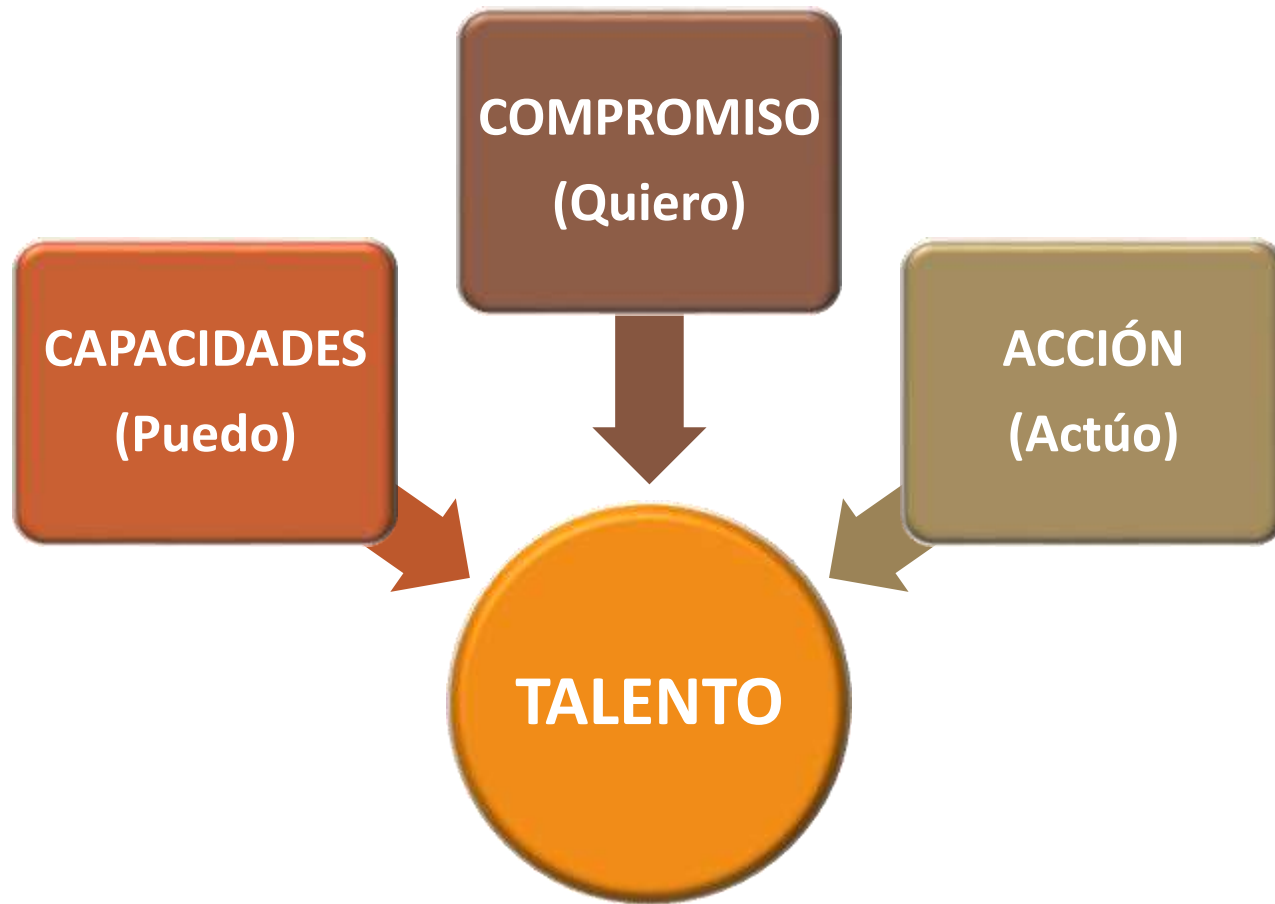 COMPROMISO
(Quiero)
CAPACIDADES
(Puedo)
ACCIÓN
(Actúo)
TALENTO